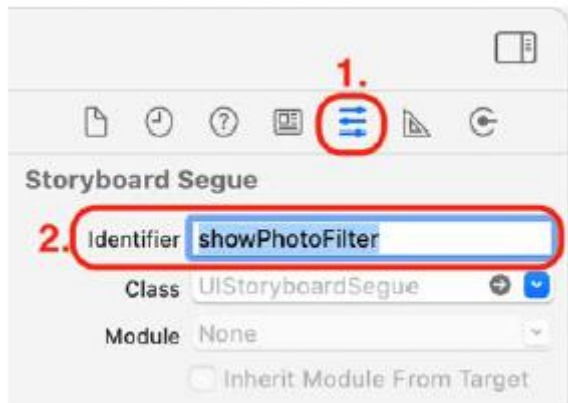 1.
Storyboard Segue
2. Identifier showPhotoFilter
Class UIStoryboardSegue
Module None
Inherit Module From Target